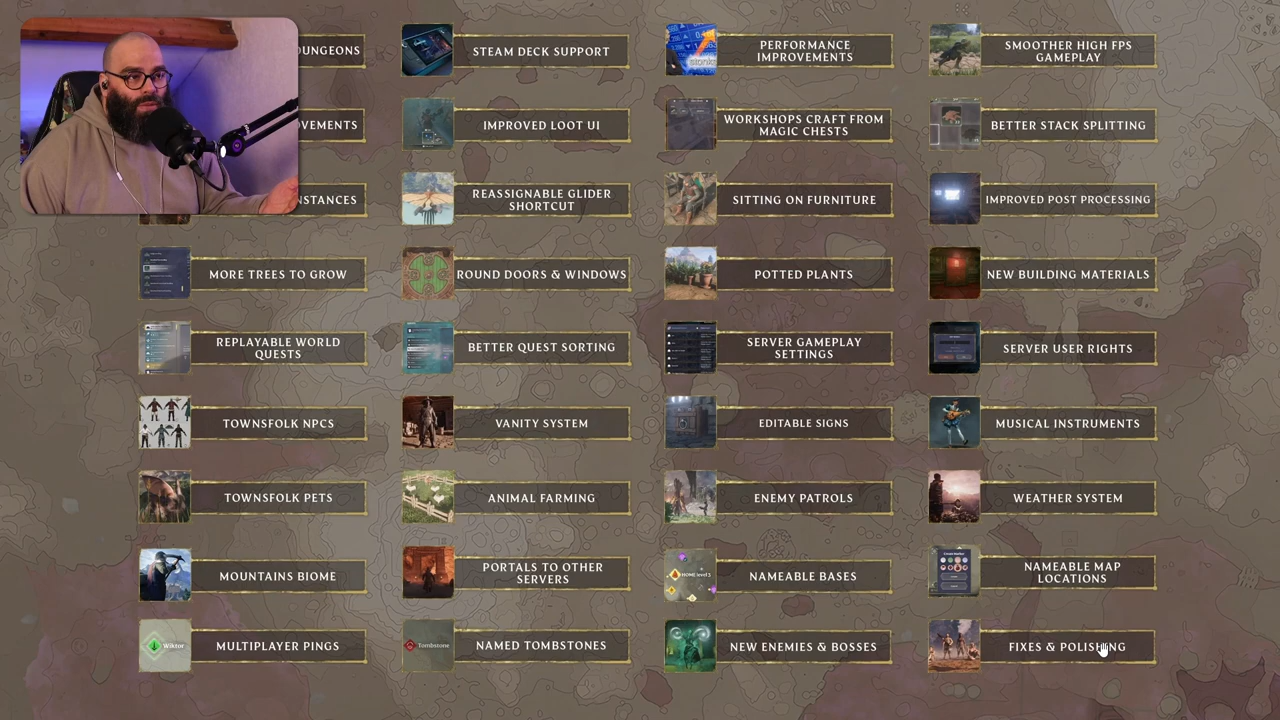 DUNGEONS
STEAM DECK SUPPORT
PERFORMANCE
IMPROVEMENTS
SMOOTHER HIGH FPS
GAMEPLAY
IMPROVED LOOT UI
WORKSHOPS CRAFT FROM
MAGIC CHESTS
BETTER STACK SPLITTING
REASSIGNABLE GLIDER
SHORTCUT
SITTING ON FURNITURE
IMPROVED POST PROCESSING
MORE TREES TO GROW
ROUND DOORS & WINDOWS
POTTED PLANTS
NEW BUILDING MATERIALS
REPLAYABLE WORLD
QUESTS
BETTER QUEST SORTING
SERVER GAMEPLAY
SETTINGS
SERVER USER RIGHTS
TOWNSFOLK NPCS
VANITY SYSTEM
EDITABLE SIGNS
MUSICAL INSTRUMENTS
TOWNSFOLK PETS
ANIMAL FARMING
ENEMY PATROLS
WEATHER SYSTEM
MOUNTAINS BIOME
PORTALS TO OTHER
SERVERS
HOME level 3
NAMEABLE BASES
NAMEABLE MAP
LOCATIONS
Wiktor
MULTIPLAYER PINGS
Tombstone
NAMED TOMBSTONES
NEW ENEMIES & BOSSES
FIXES & POLISHING